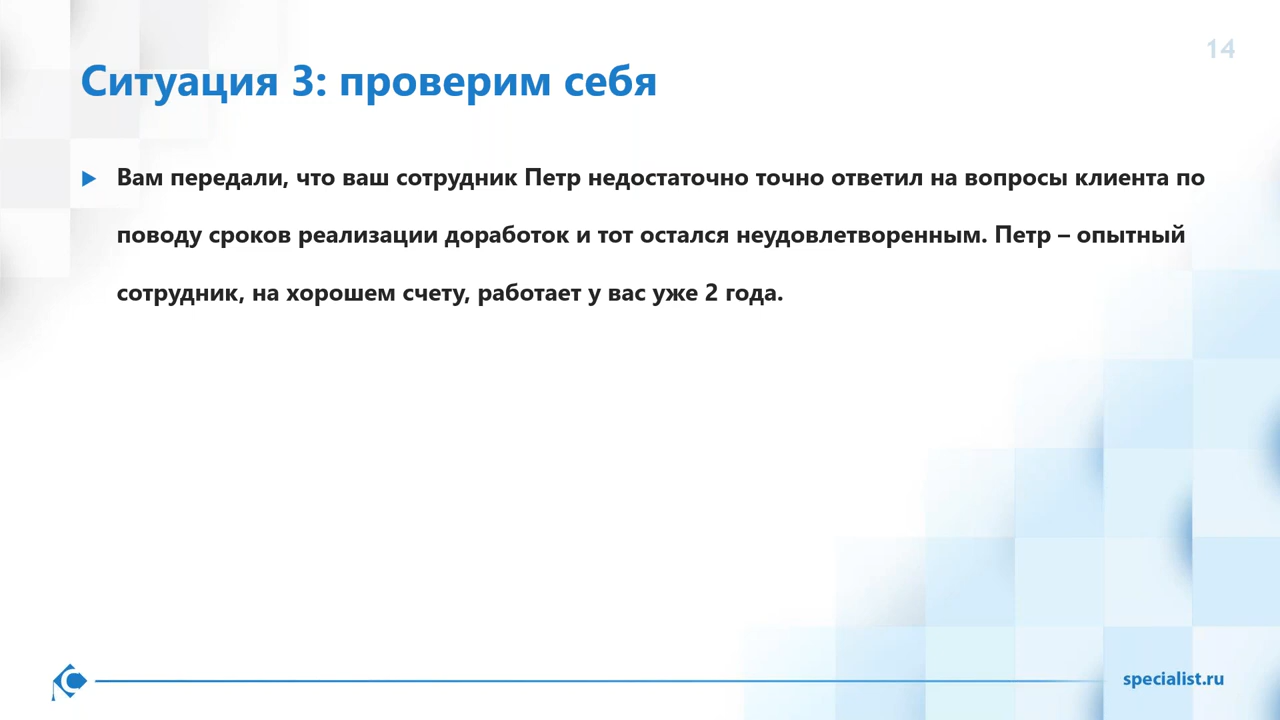 14
Ситуация 3: проверим себя
Вам передали, что ваш сотрудник Петр недостаточно точно ответил на вопросы клиента по
поводу сроков реализации доработок и тот остался неудовлетворенным. Петр – опытный
сотрудник, на хорошем счету, работает у вас уже 2 года.
specialist.ru